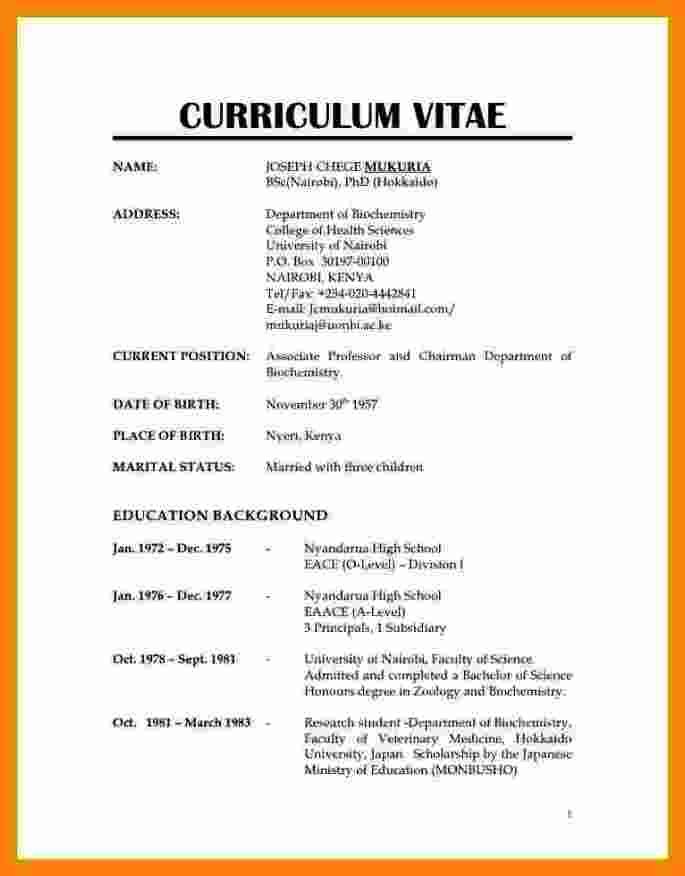 CURRICULUM VITAE
NAME: JOSEPH CHEGE MUKURIA
BSc(Nairobi), PhD (Hokkaido)
ADDRESS: Department of Biochemistry
College of Health Sciences
University of Nairobi
P.O. Box 30197-00100
NAIROBI, KENYA
Tel/Fax: +254-020-4442841
E-mail: Jcmukuria@hotmail.com/
mukuriaj@uonbi.ac.ke
CURRENT POSITION: Associate Professor and Chairman Department of
Biochemistry.
DATE OF BIRTH: November 30th 1957
PLACE OF BIRTH: Nyeri, Kenya
MARITAL STATUS: Married with three children
EDUCATION BACKGROUND
Jan. 1972 – Dec. 1975 - Nyandarua High School
EACE (O-Level) – Division I
Jan. 1976 – Dec. 1977 - Nyandarua High School
EAACE (A-Level)
3 Principals, 1 Subsidiary
Oct. 1978 – Sept. 1981 - University of Nairobi, Faculty of Science.
Admitted and completed a Bachelor of Science
Honours degree in Zoology and Biochemistry.
Oct. 1981 – March 1983 - Research student -Department of Biochemistry,
Faculty of Veterinary Medicine, Hokkaido
University, Japan. Scholarship by the Japanese
Ministry of Education (MONBUSHO)
1